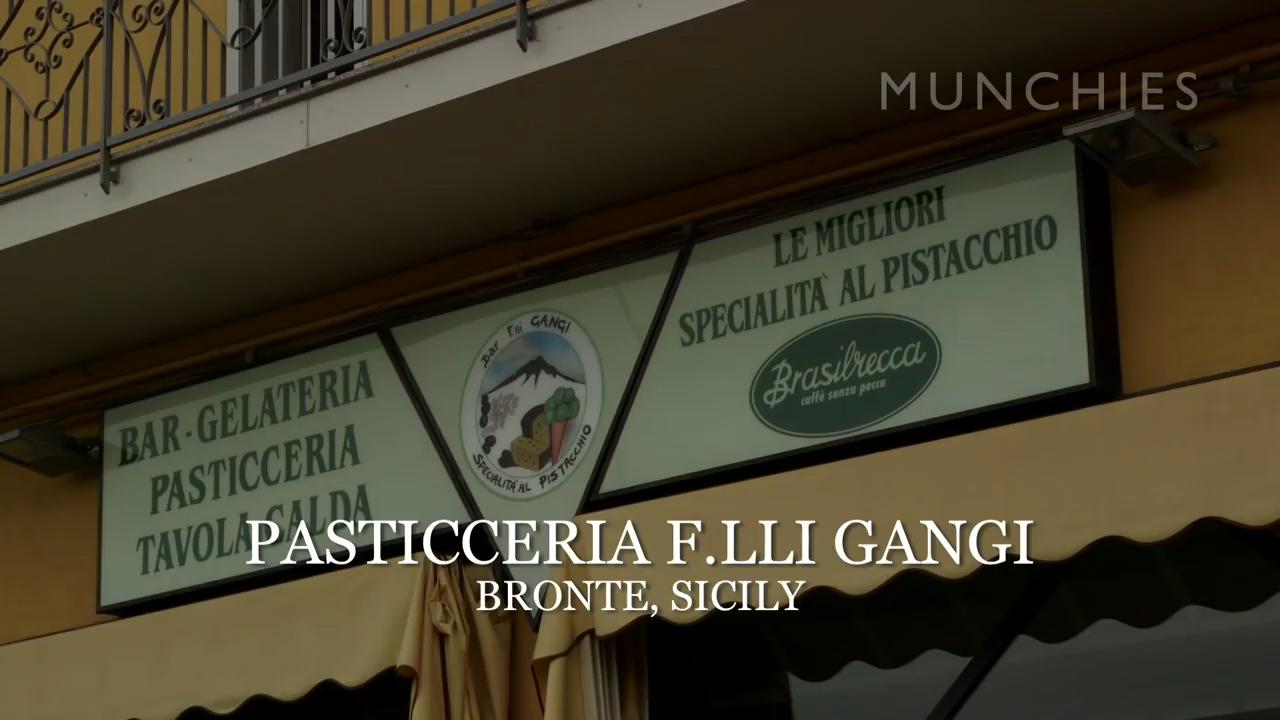 MUNCHIES
LE MIGLIORI
SPECIALITÀ AL PISTACCHIO
Brasilrecca
caffè senza pecca
Bar F.lli GANGI
SPECIALITÀ AL PISTACCHIO
BAR-GELATERIA
PASTICCERIA
TAVOLA CALDA
PASTICCERIA F.LLI GANGI
BRONTE, SICILY